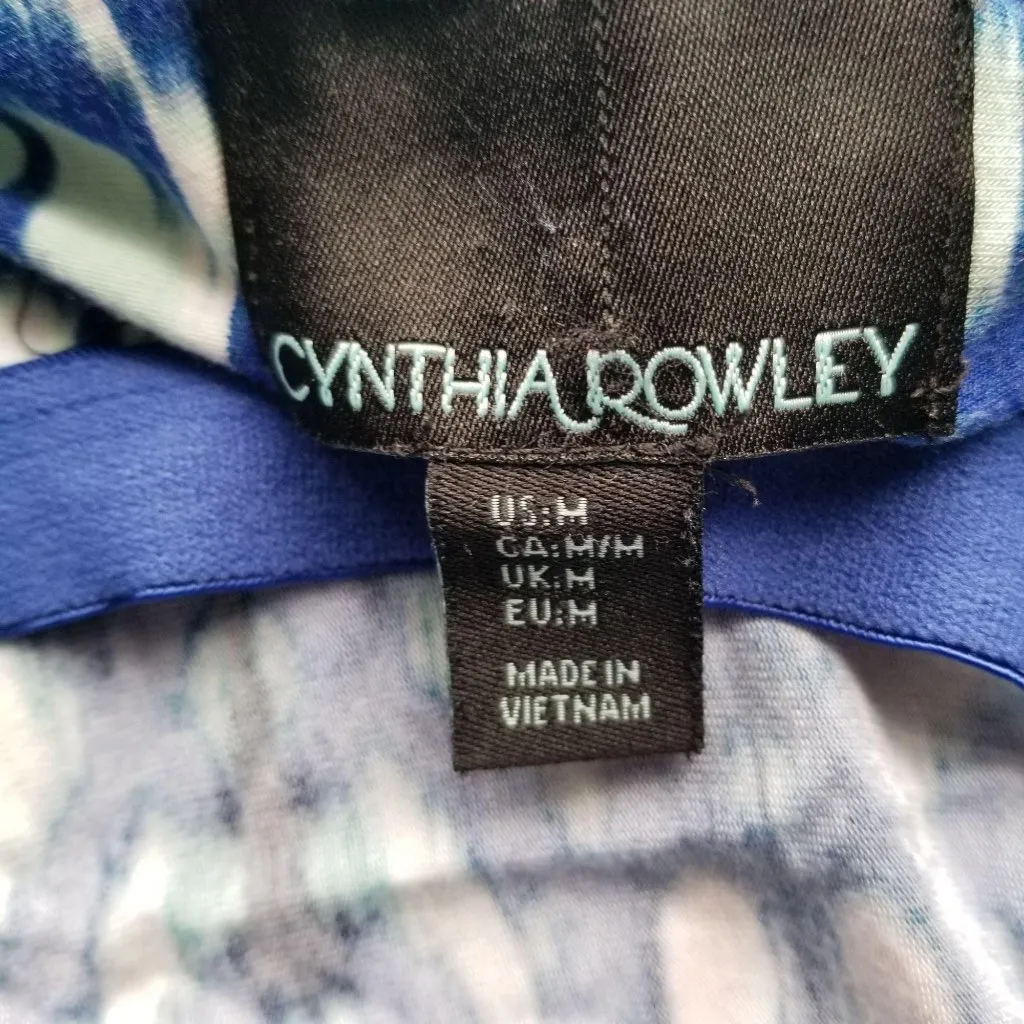 CYNTHIA ROWLEY
US:M
CA:M/M
UK:M
EU:M
MADE IN
VIETNAM